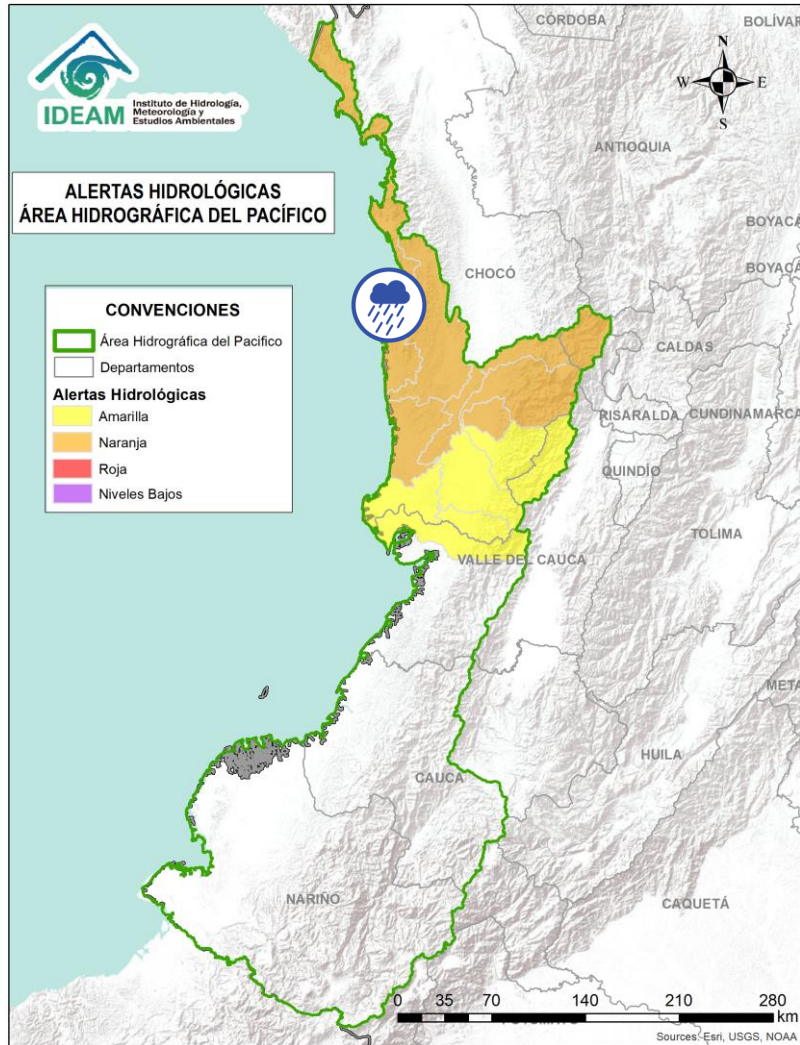 CÓRDOBA
BOLÍVAR
IDEAM
Instituto de Hidrología,
Meteorología y
Estudios Ambientales
N
W E
S
ANTIOQUIA
ALERTAS HIDROLÓGICAS
ÁREA HIDROGRÁFICA DEL PACÍFICO
BOYACÁ
CHOCÓ
BOYACÁ
CONVENCIONES
Área Hidrográfica del Pacifico
Departamentos
Alertas Hidrológicas
Amarilla
Naranja
Roja
Niveles Bajos
CALDAS
RISARALDA
CUNDINAMARCA
QUINDÍO
TOLIMA
VALLE DEL CAUCA
META
HUILA
CAUCA
NARIÑO
CAQUETÁ
0 35 70 140 210 280
km
Sources: Esri, USGS, NOAA